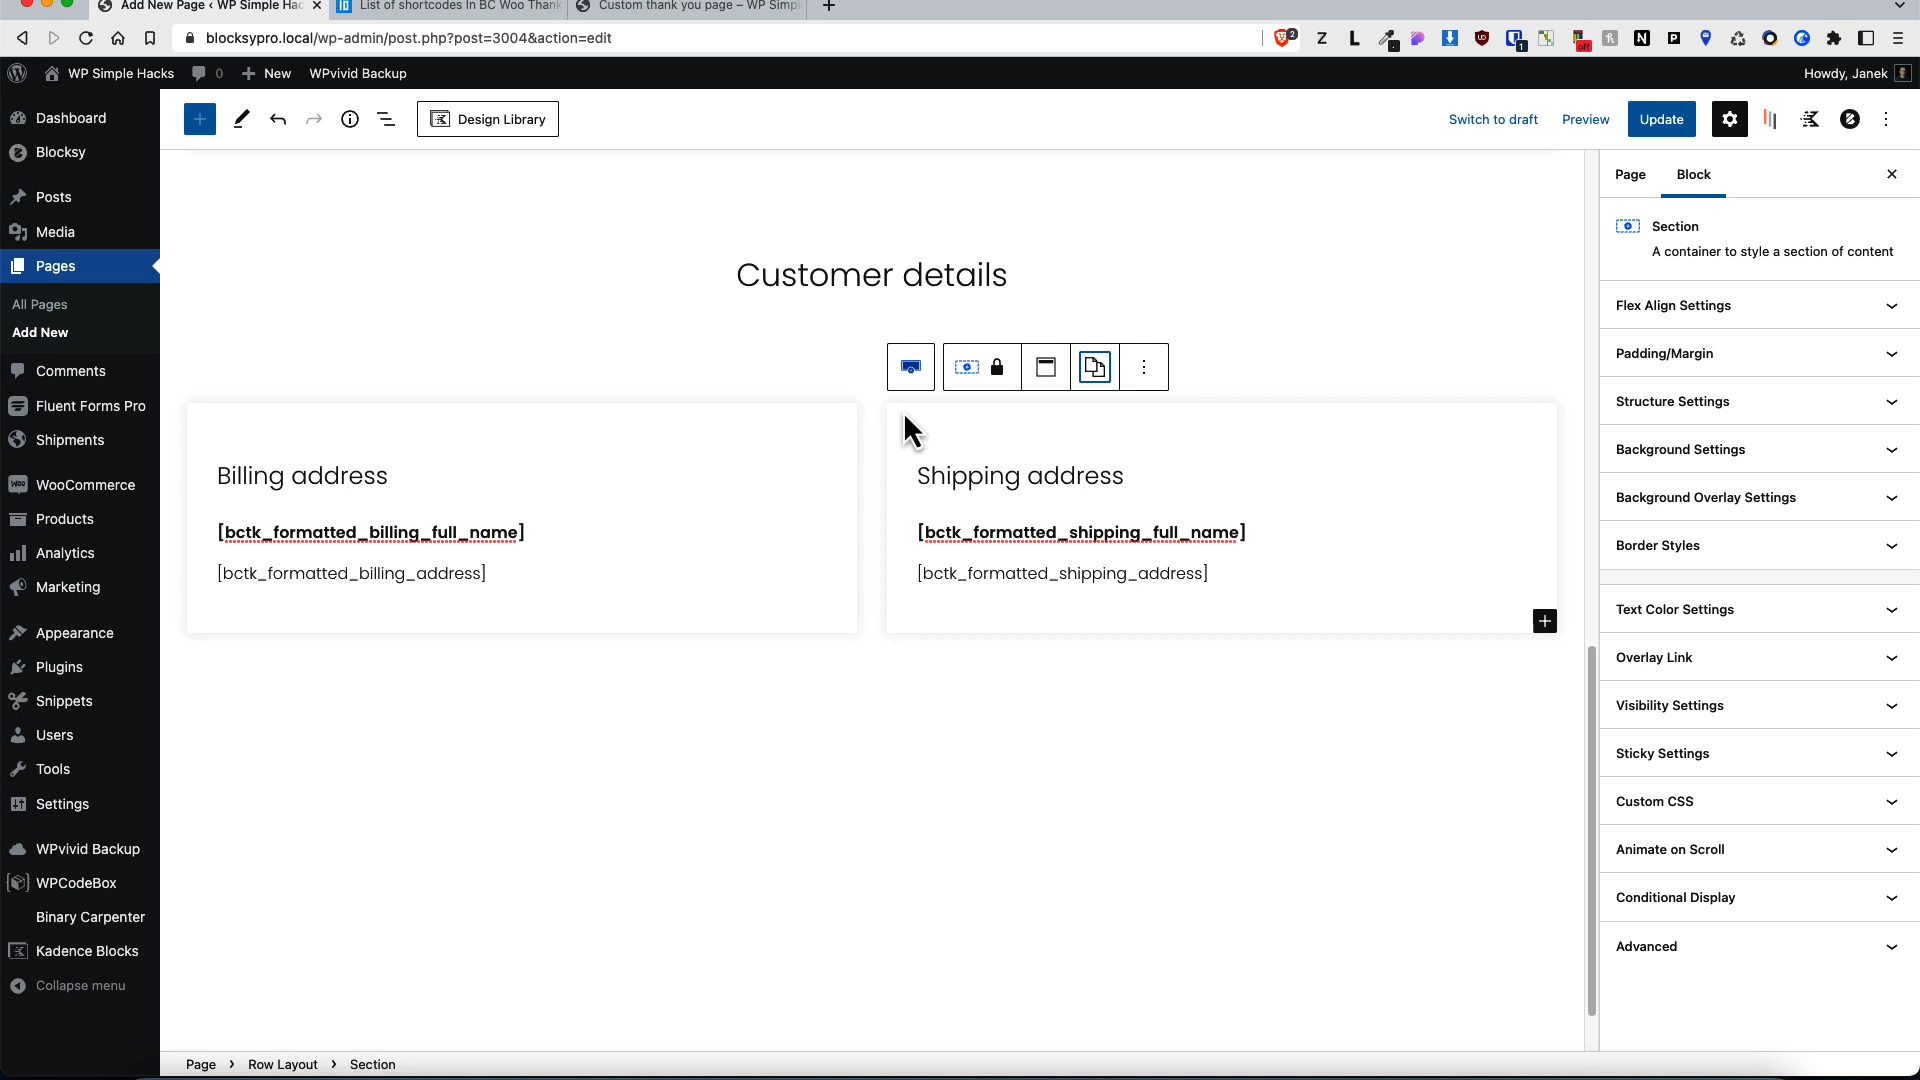 Add New Page < WP Simple Hac
List of shortcodes In BC Woo Thank
Custom thank you page – WP Simpl
blocksypro.local/wp-admin/post.php?post=3004&action=edit
WP Simple Hacks
0
New
WPvivid Backup
Howdy, Janek
Dashboard
Blocksy
Posts
Media
Pages
All Pages
Add New
Comments
Fluent Forms Pro
Shipments
WooCommerce
Products
Analytics
Marketing
Appearance
Plugins
Snippets
Users
Tools
Settings
WPvivid Backup
WPCodeBox
Binary Carpenter
Kadence Blocks
Collapse menu
Design Library
Switch to draft
Preview
Update
Customer details
Billing address
[bctk_formatted_billing_full_name]
[bctk_formatted_billing_address]
Shipping address
[bctk_formatted_shipping_full_name]
[bctk_formatted_shipping_address]
Page
Block
Section
A container to style a section of content
Flex Align Settings
Padding/Margin
Structure Settings
Background Settings
Background Overlay Settings
Border Styles
Text Color Settings
Overlay Link
Visibility Settings
Sticky Settings
Custom CSS
Animate on Scroll
Conditional Display
Advanced
Page > Row Layout > Section